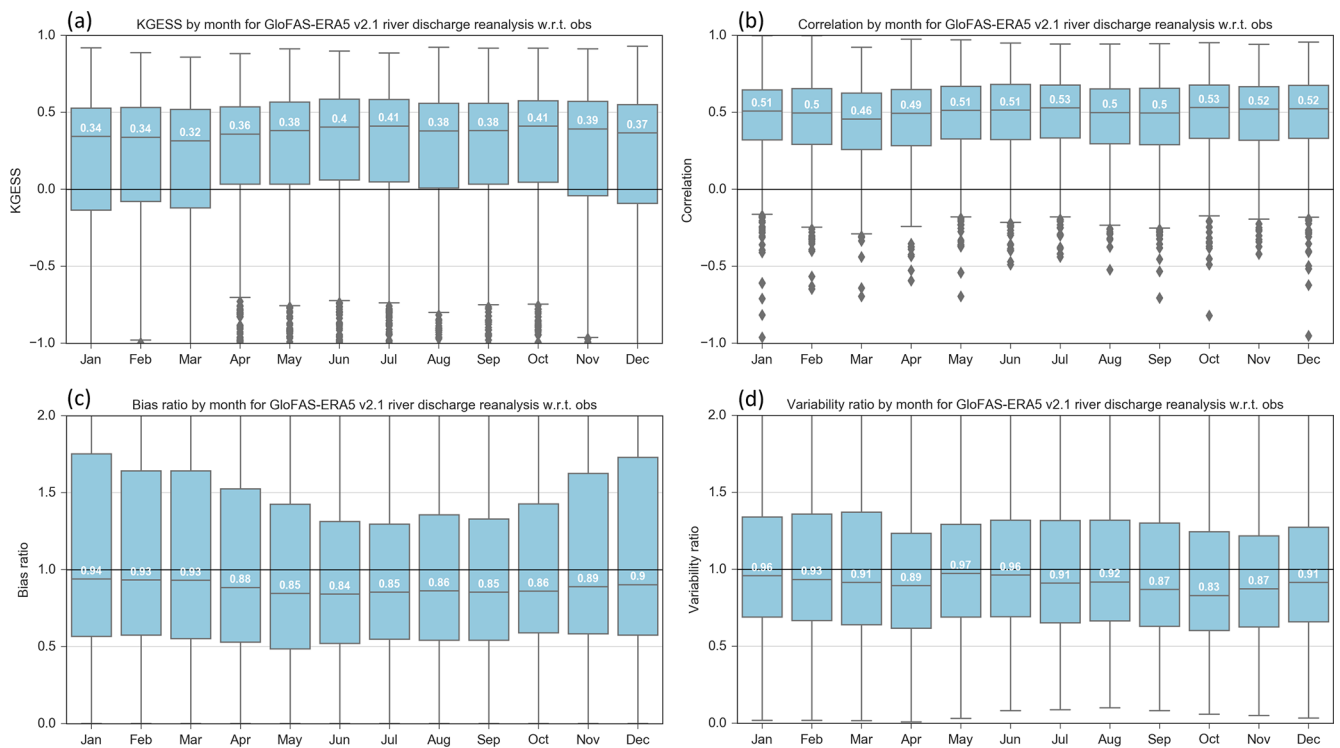 (a)
KGESS by month for GloFAS-ERA5 v2.1 river discharge reanalysis w.r.t. obs
KGESS
1.0
0.5
0.0
−0.5
−1.0
0.34 0.34 0.32 0.36 0.38 0.4 0.41 0.38 0.38 0.41 0.39 0.37
Jan Feb Mar Apr May Jun Jul Aug Sep Oct Nov Dec
(b)
Correlation by month for GloFAS-ERA5 v2.1 river discharge reanalysis w.r.t. obs
Correlation
1.0
0.5
0.0
−0.5
−1.0
0.51 0.5 0.46 0.49 0.51 0.51 0.53 0.5 0.5 0.53 0.52 0.52
Jan Feb Mar Apr May Jun Jul Aug Sep Oct Nov Dec
(c)
Bias ratio by month for GloFAS-ERA5 v2.1 river discharge reanalysis w.r.t. obs
Bias ratio
2.0
1.5
1.0
0.5
0.0
0.94 0.93 0.93 0.88 0.85 0.84 0.85 0.86 0.85 0.86 0.89 0.9
Jan Feb Mar Apr May Jun Jul Aug Sep Oct Nov Dec
(d)
Variability ratio by month for GloFAS-ERA5 v2.1 river discharge reanalysis w.r.t. obs
Variability ratio
2.0
1.5
1.0
0.5
0.0
0.96 0.93 0.91 0.89 0.97 0.96 0.91 0.92 0.87 0.83 0.87 0.91
Jan Feb Mar Apr May Jun Jul Aug Sep Oct Nov Dec